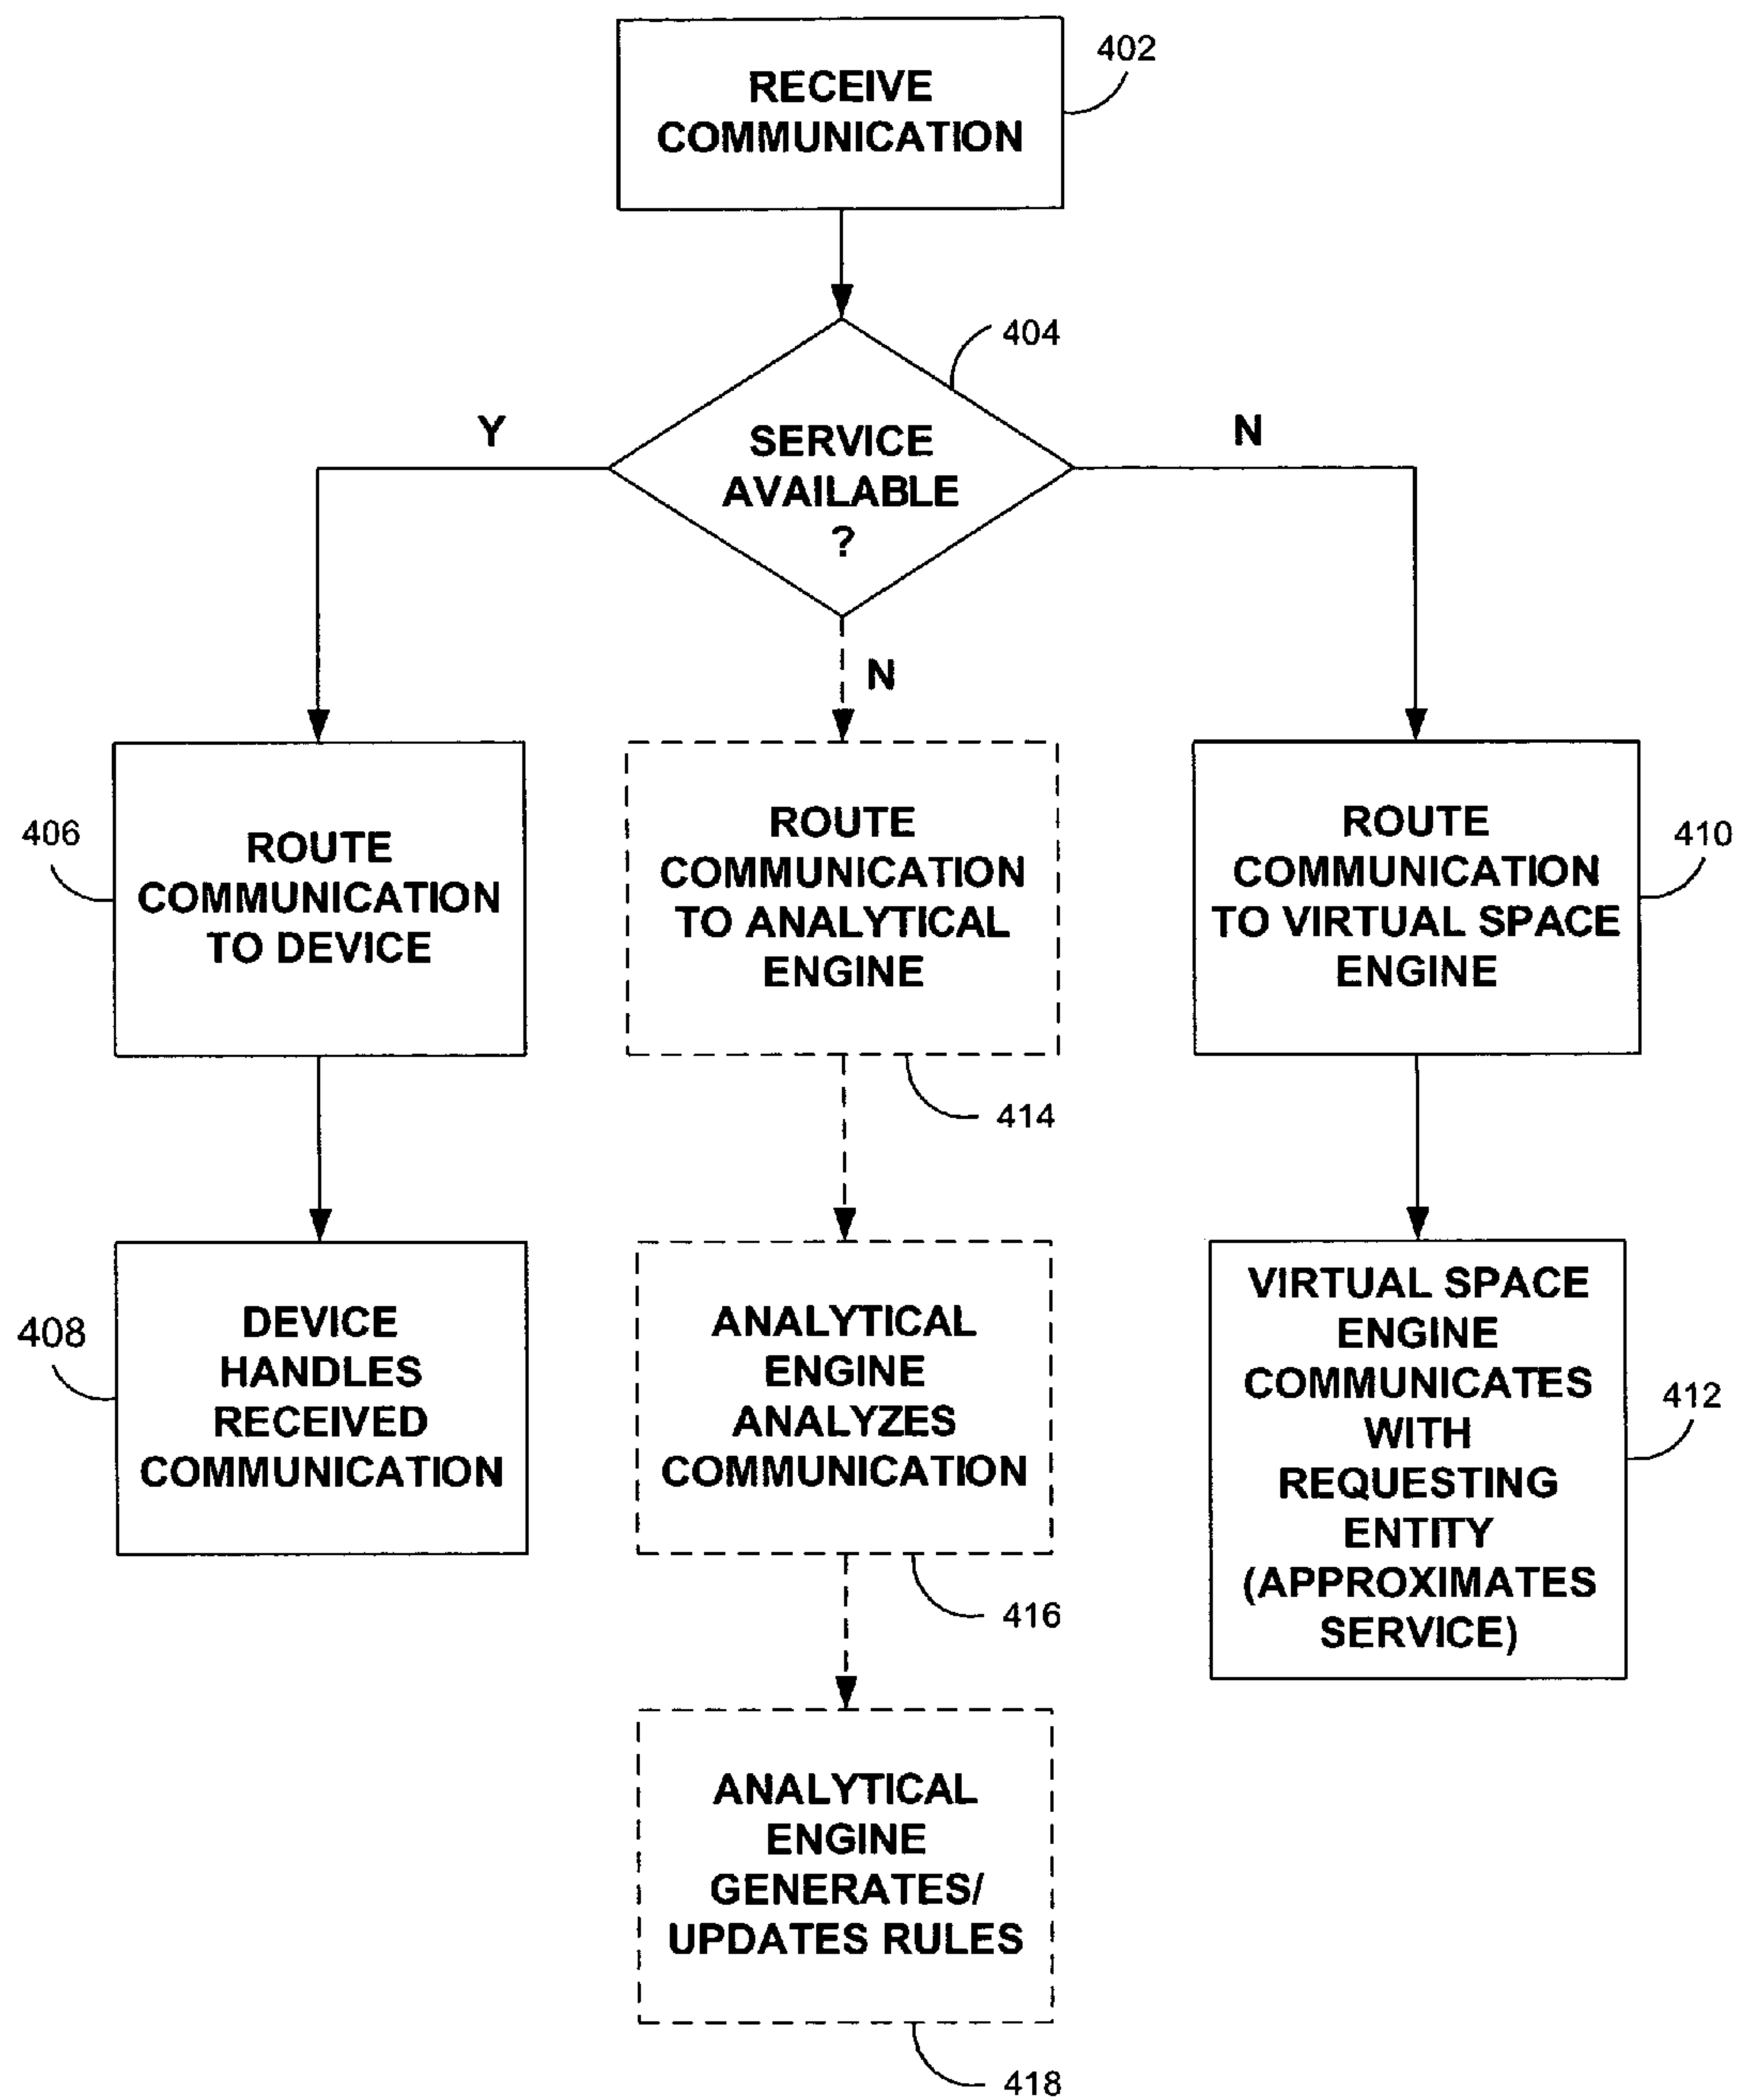 RECEIVE
COMMUNICATION
402
404
SERVICE
AVAILABLE
?
Y
N
N
ROUTE
COMMUNICATION
TO DEVICE
406
ROUTE
COMMUNICATION
TO ANALYTICAL
ENGINE
414
ROUTE
COMMUNICATION
TO VIRTUAL SPACE
ENGINE
410
DEVICE
HANDLES
RECEIVED
COMMUNICATION
408
ANALYTICAL
ENGINE
ANALYZES
COMMUNICATION
416
VIRTUAL SPACE
ENGINE
COMMUNICATES
WITH
REQUESTING
ENTITY
(APPROXIMATES
SERVICE)
412
ANALYTICAL
ENGINE
GENERATES/
UPDATES RULES
418